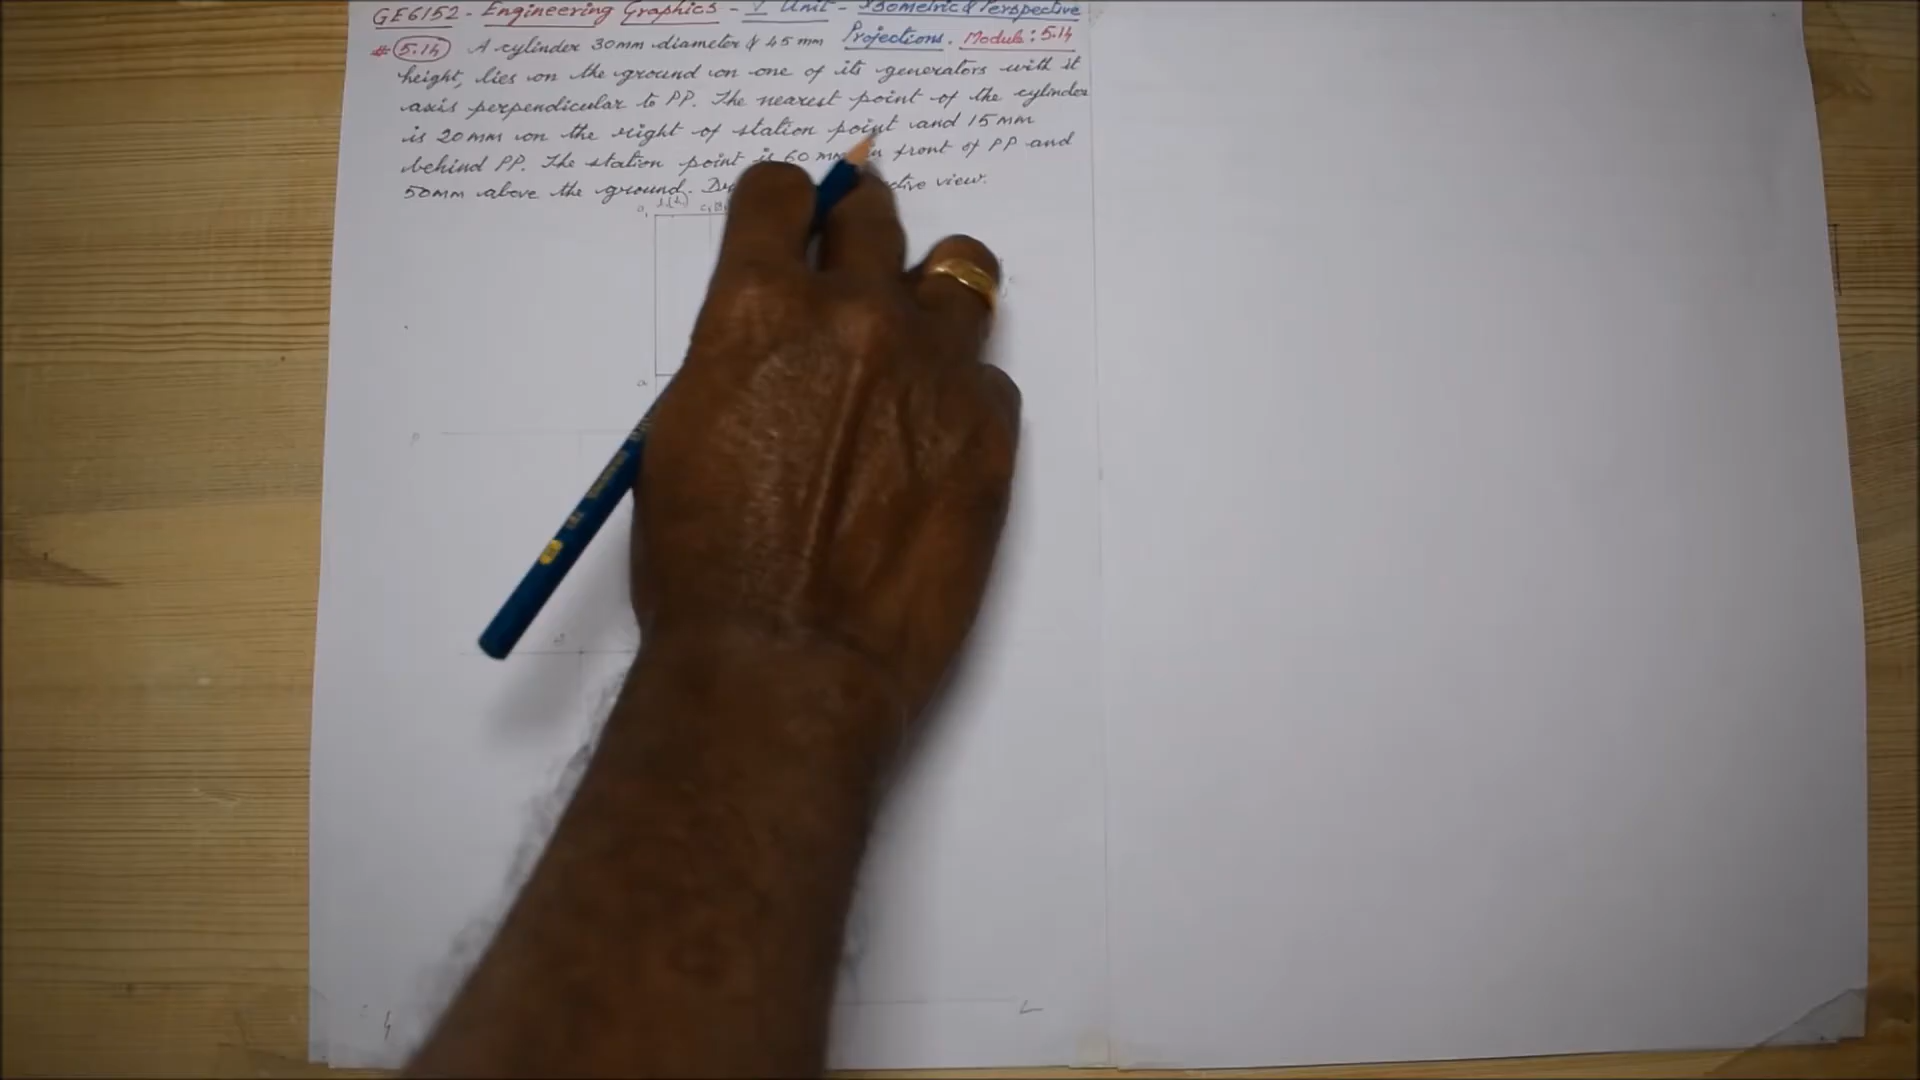 GE6152 - Engineering Graphics - V Unit - Isometric & Perspective
# 5.14 A cylinder 30mm diameter & 45 mm Projections. Module: 5.14
height, lies on the ground on one of its generators with it
axis perpendicular to PP. The nearest point of the cylinder
is 20mm on the right of station point and 15mm
behind PP. The station point is 60 mm in front of PP and
50mm above the ground. view.
a1
a
P
L